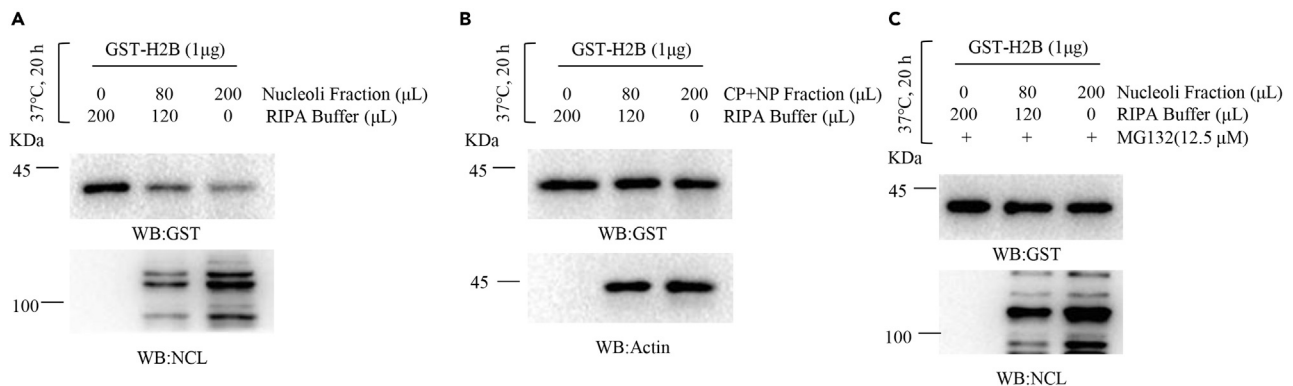 A
37℃, 20 h
GST-H2B (1μg)
0 80 200 Nucleoli Fraction (μL)
200 120 0 RIPA Buffer (μL)
KDa
45
WB:GST
100
WB:NCL
B
37℃, 20 h
GST-H2B (1μg)
0 80 200 CP+NP Fraction (μL)
200 120 0 RIPA Buffer (μL)
45
WB:GST
45
WB:Actin
C
37℃, 20 h
GST-H2B (1μg)
0 80 200 Nucleoli Fraction (μL)
200 120 0 RIPA Buffer (μL)
+ + + MG132(12.5 μM)
KDa
45
WB:GST
100
WB:NCL